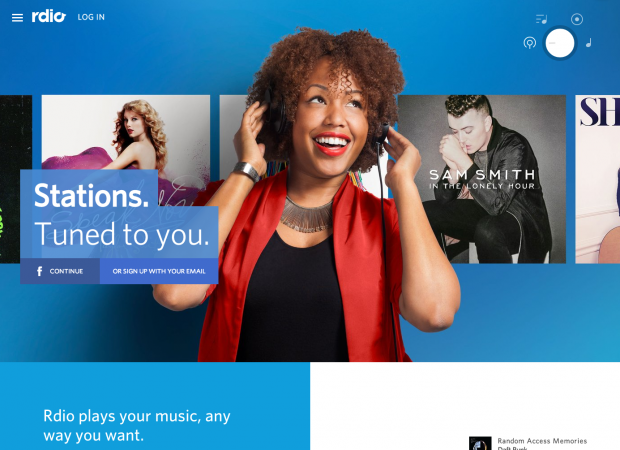 rdio
LOG IN
SAM SMITH
IN THE LONELY HOUR
SH
Stations.
Tuned to you.
f CONTINUE
OR SIGN UP WITH YOUR EMAIL
Rdio plays your music, any
way you want.
Random Access Memories
Daft Punk